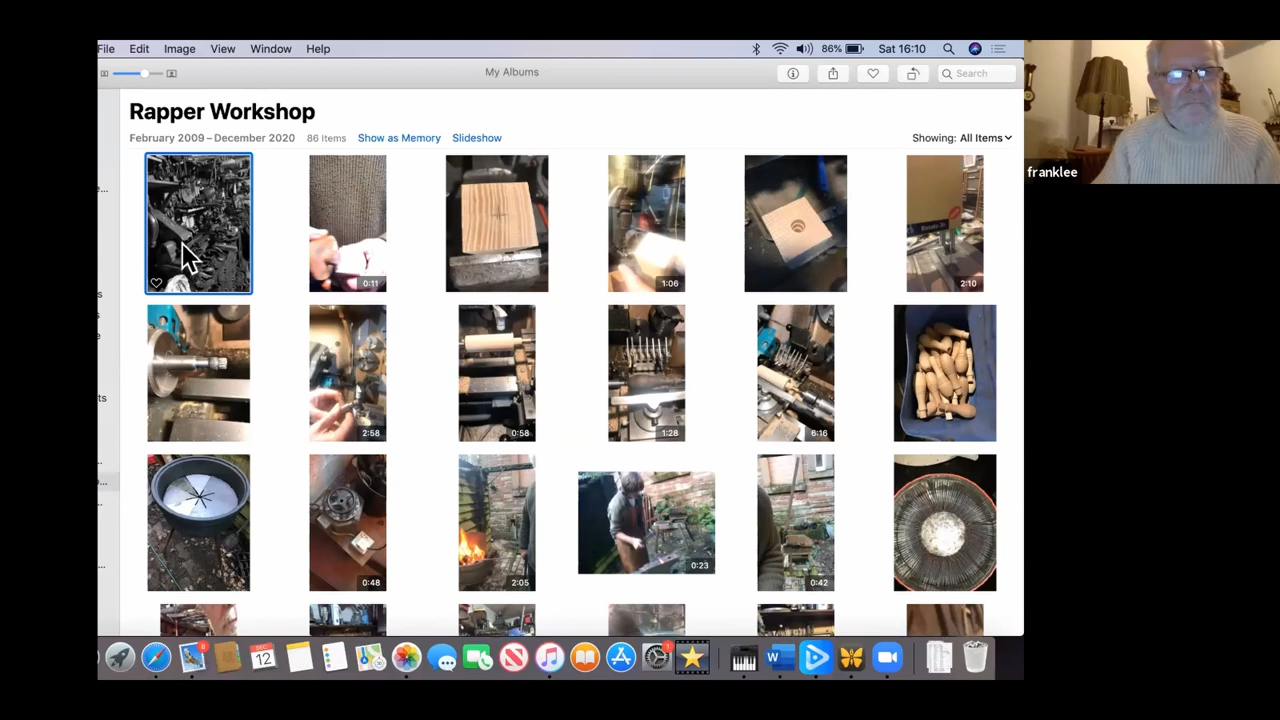 File Edit Image View Window Help 86% Sat 16:10
My Albums Search
Rapper Workshop
February 2009 – December 2020 86 Items Show as Memory Slideshow Showing: All Items
franklee
0:11 1:06 2:10
2:58 0:58 1:28 6:16
0:48 2:05 0:23 0:42
DEC
12
W